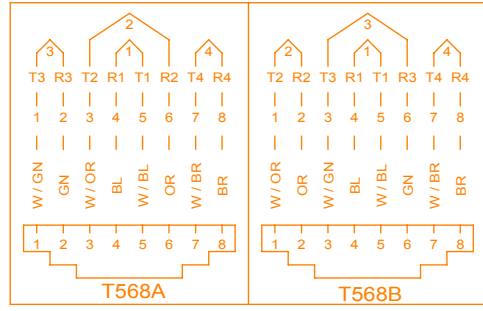 2
3
1
4
T3 R3 T2 R1 T1 R2 T4 R4
1 2 3 4 5 6 7 8
W / GN
GN
W / OR
BL
W / BL
OR
W / BR
BR
1 2 3 4 5 6 7 8
T568A
3
2
1
4
T2 R2 T3 R1 T1 R3 T4 R4
1 2 3 4 5 6 7 8
W / OR
OR
W / GN
BL
W / BL
GN
W / BR
BR
1 2 3 4 5 6 7 8
T568B